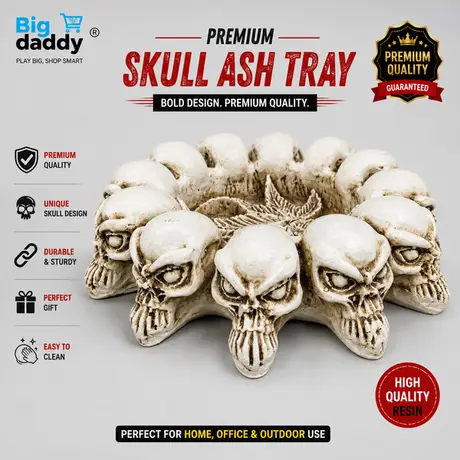 Big
daddy ®
PLAY BIG, SHOP SMART
PREMIUM
SKULL ASH TRAY
BOLD DESIGN. PREMIUM QUALITY.
PREMIUM
QUALITY
GUARANTEED
PREMIUM
QUALITY
UNIQUE
SKULL DESIGN
DURABLE
& STURDY
PERFECT
GIFT
EASY TO
CLEAN
HIGH
QUALITY
RESIN
PERFECT FOR HOME, OFFICE & OUTDOOR USE